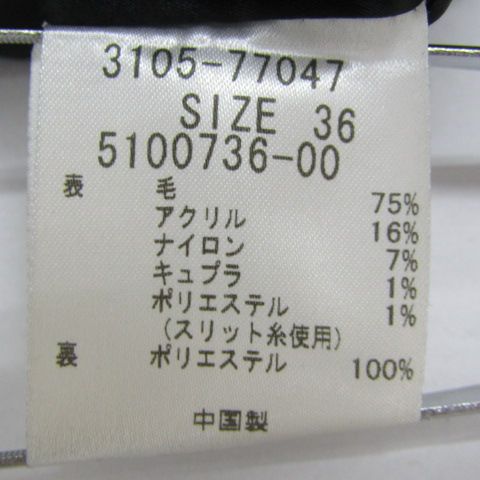 3105-77047
SIZE 36
5100736-00
表 毛 75%
アクリル 16%
ナイロン 7%
キュプラ 1%
ポリエステル 1%
(スリット糸使用)
裏 ポリエステル 100%
中国製